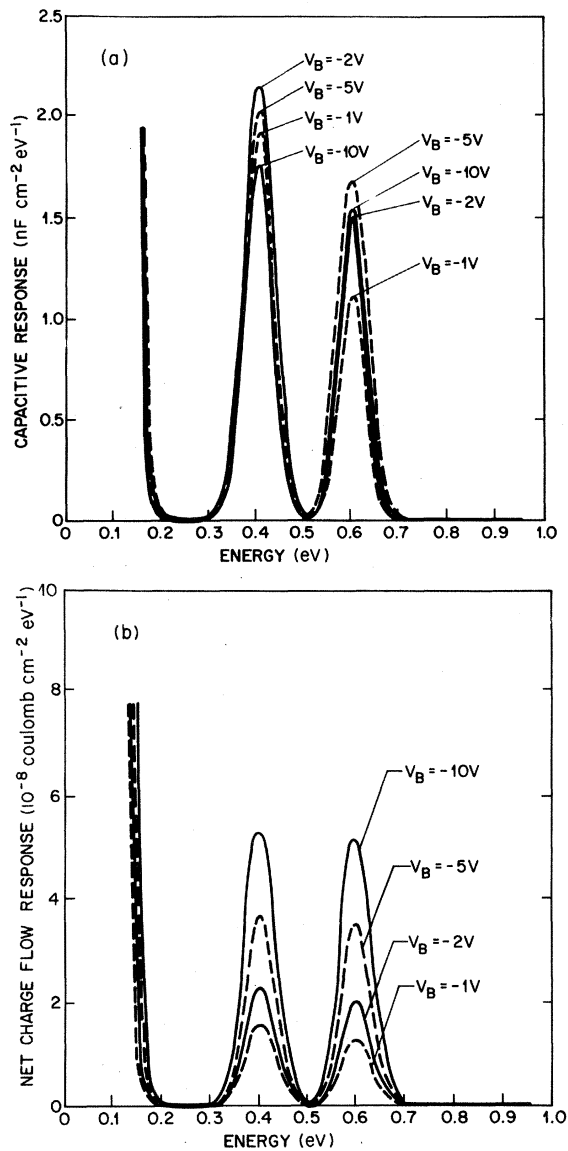 (a)
CAPACITIVE RESPONSE (nF cm⁻² eV⁻¹)
2.5
2.0
1.5
1.0
0.5
0
V_B = -2V
V_B = -5V
V_B = -1V
V_B = -10V
V_B = -5V
V_B = -10V
V_B = -2V
V_B = -1V
0 0.1 0.2 0.3 0.4 0.5 0.6 0.7 0.8 0.9 1.0
ENERGY (eV)
(b)
NET CHARGE FLOW RESPONSE (10⁻⁸ coulomb cm⁻² eV⁻¹)
10
8
6
4
2
0
V_B = -10V
V_B = -5V
V_B = -2V
V_B = -1V
0 0.1 0.2 0.3 0.4 0.5 0.6 0.7 0.8 0.9 1.0
ENERGY (eV)